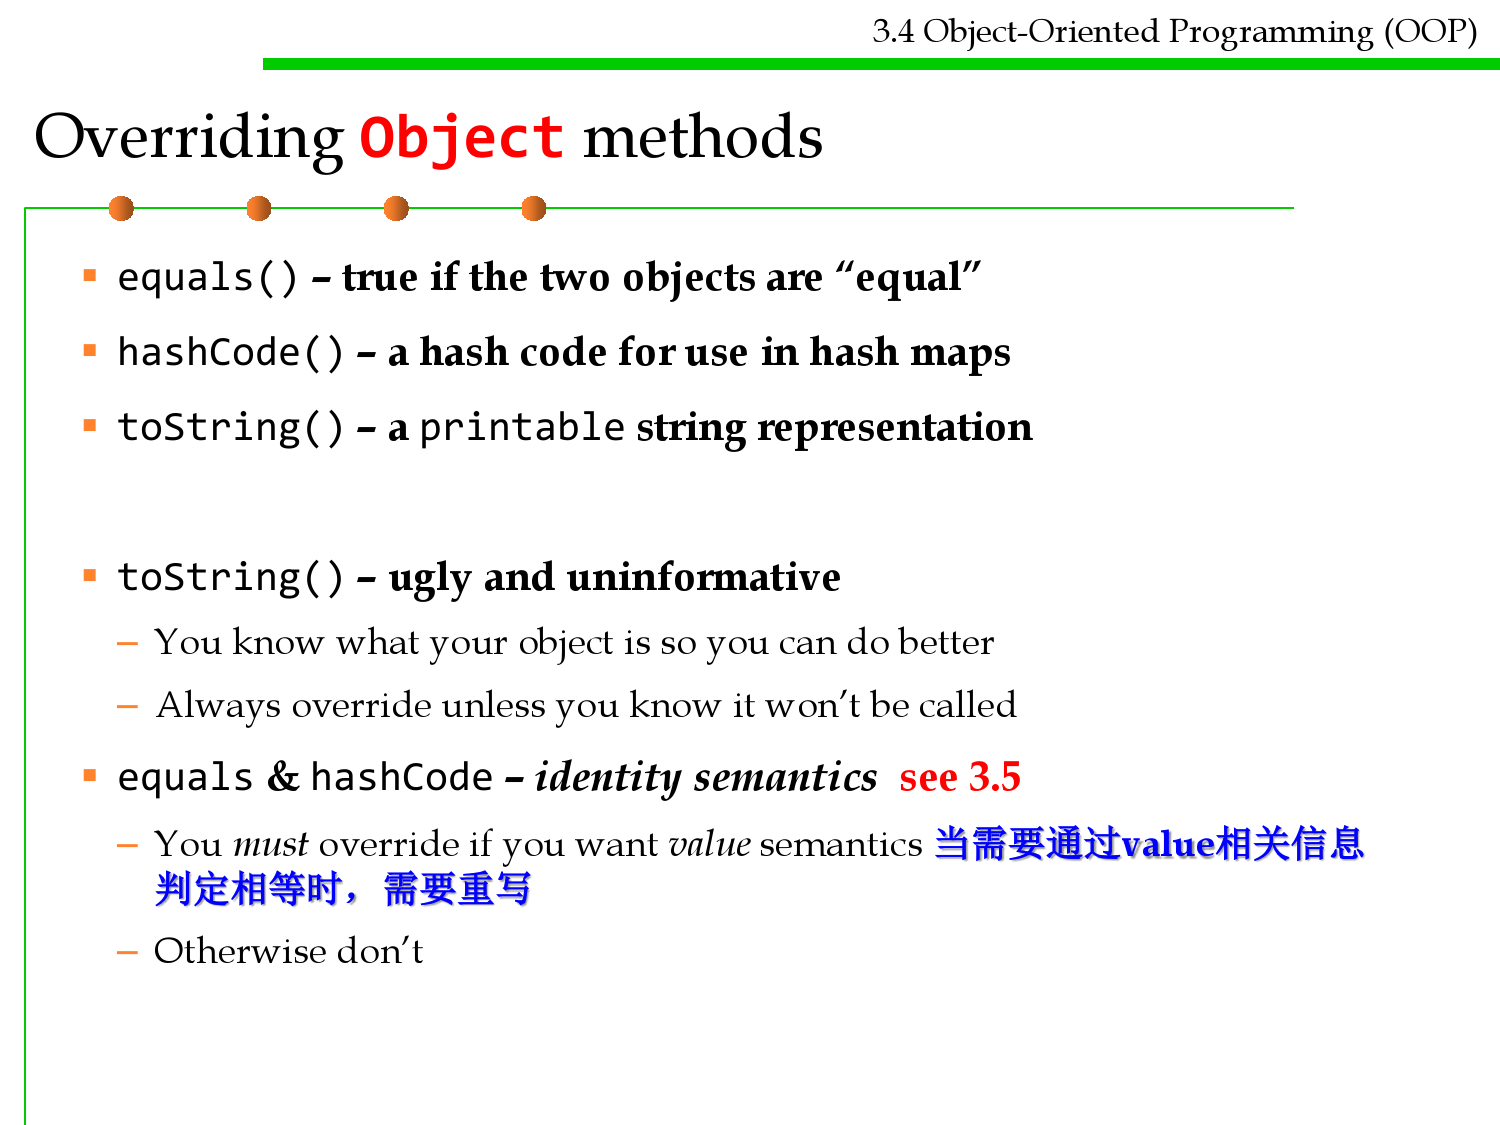 3.4 Object-Oriented Programming (OOP)
Overriding Object methods
equals() – true if the two objects are “equal”
hashCode() – a hash code for use in hash maps
toString() – a printable string representation
toString() – ugly and uninformative
– You know what your object is so you can do better
– Always override unless you know it won’t be called
equals & hashCode – identity semantics see 3.5
– You must override if you want value semantics 当需要通过value相关信息
判定相等时，需要重写
– Otherwise don’t